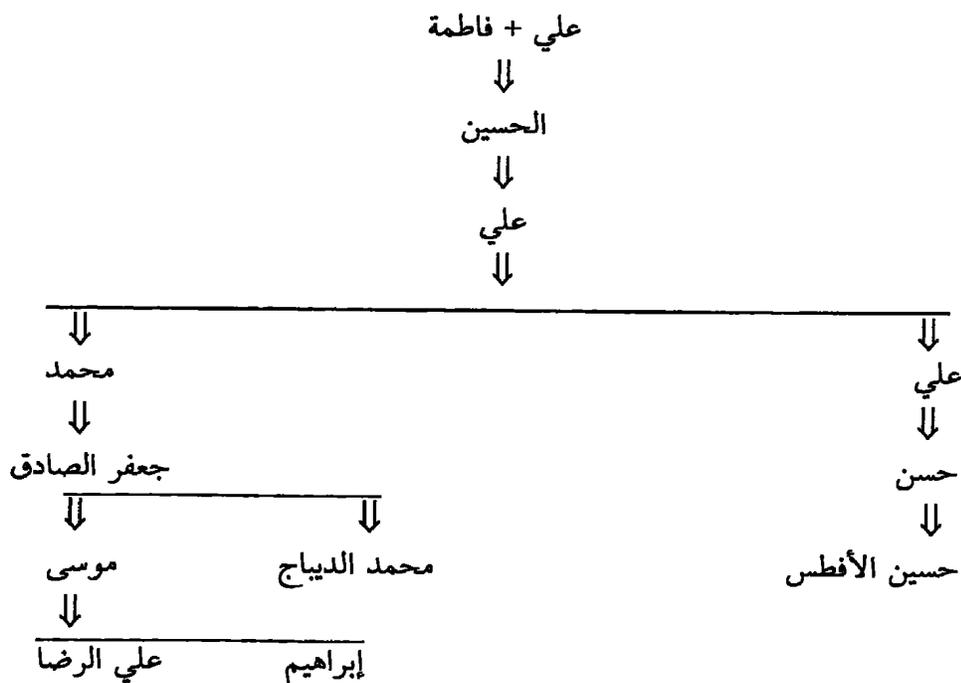 علي + فاطمة
الحسين
علي
علي
محمد
حسن
جعفر الصادق
حسين الأفطس
محمد الديباج
موسى
إبراهيم
علي الرضا